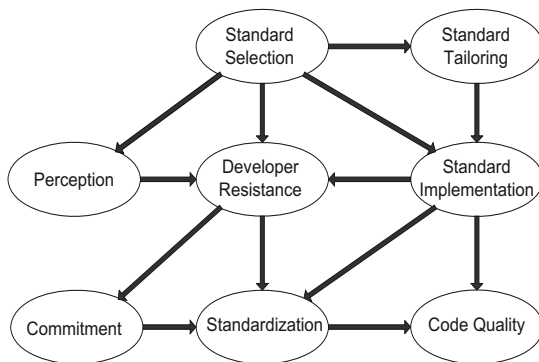 Standard
Selection
Standard
Tailoring
Perception
Developer
Resistance
Standard
Implementation
Commitment
Standardization
Code Quality